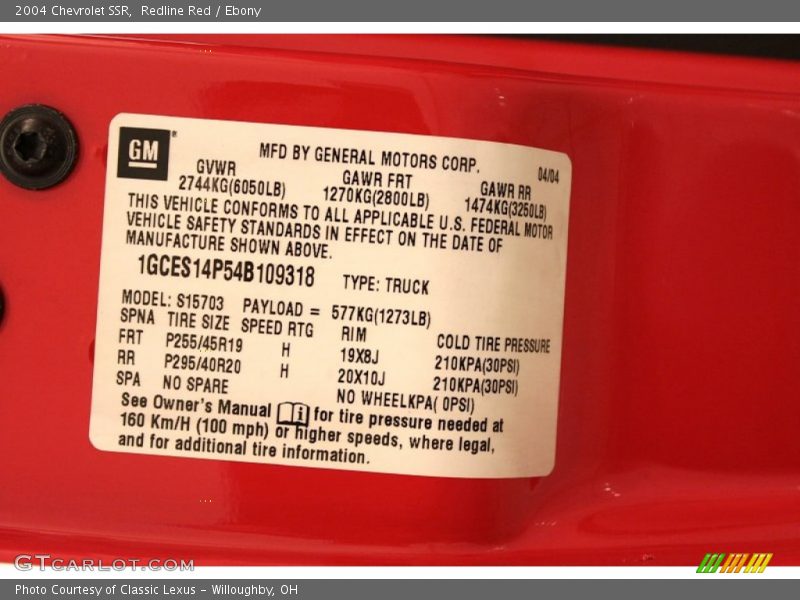 2004 Chevrolet SSR, Redline Red / Ebony
GM
MFD BY GENERAL MOTORS CORP. 04/04
GVWR GAWR FRT GAWR RR
2744KG(6050LB) 1270KG(2800LB) 1474KG(3250LB)
THIS VEHICLE CONFORMS TO ALL APPLICABLE U.S. FEDERAL MOTOR
VEHICLE SAFETY STANDARDS IN EFFECT ON THE DATE OF
MANUFACTURE SHOWN ABOVE.
1GCES14P54B109318 TYPE: TRUCK
MODEL: S15703 PAYLOAD = 577KG(1273LB)
SPNA TIRE SIZE SPEED RTG RIM COLD TIRE PRESSURE
FRT P255/45R19 H 19X8J 210KPA(30PSI)
RR P295/40R20 H 20X10J 210KPA(30PSI)
SPA NO SPARE NO WHEELKPA( 0PSI)
See Owner's Manual i for tire pressure needed at
160 Km/H (100 mph) or higher speeds, where legal,
and for additional tire information.
GTCARLOT.COM
Photo Courtesy of Classic Lexus - Willoughby, OH